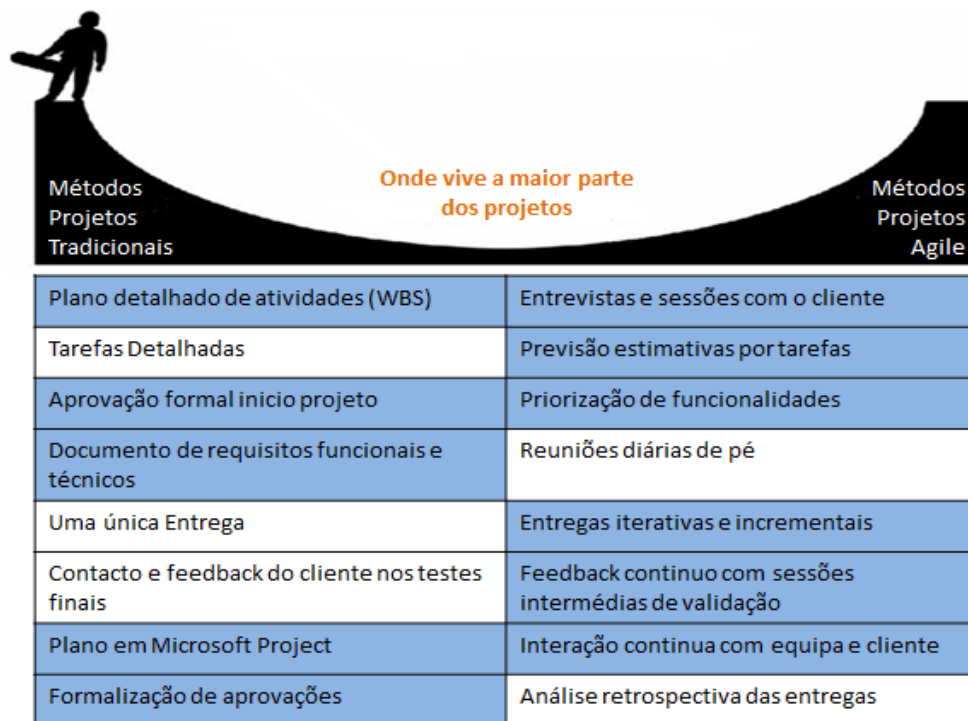 Onde vive a maior parte
dos projetos
Métodos
Projetos
Tradicionais
Métodos
Projetos
Agile
Plano detalhado de atividades (WBS)
Entrevistas e sessões com o cliente
Tarefas Detalhadas
Previsão estimativas por tarefas
Aprovação formal inicio projeto
Priorização de funcionalidades
Documento de requisitos funcionais e
técnicos
Reuniões diárias de pé
Uma única Entrega
Entregas iterativas e incrementais
Contacto e feedback do cliente nos testes
finais
Feedback continuo com sessões
intermédias de validação
Plano em Microsoft Project
Interação continua com equipa e cliente
Formalização de aprovações
Análise retrospectiva das entregas